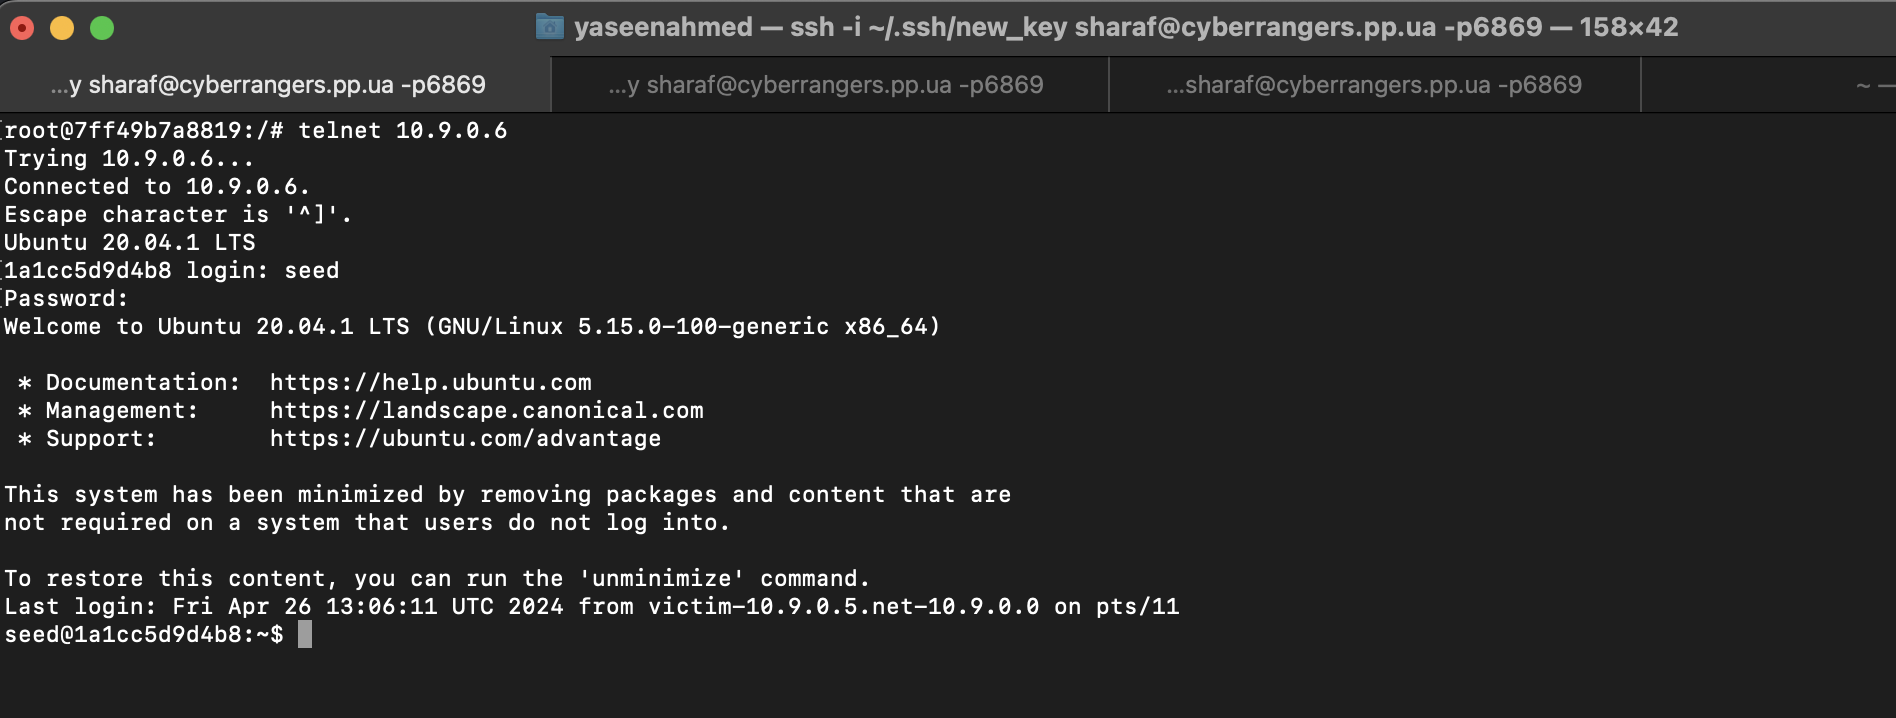 yaseenahmed — ssh -i ~/.ssh/new_key sharaf@cyberrangers.pp.ua -p6869 — 158×42
...y sharaf@cyberrangers.pp.ua -p6869
...y sharaf@cyberrangers.pp.ua -p6869
...sharaf@cyberrangers.pp.ua -p6869
~ —
[root@7ff49b7a8819:/# telnet 10.9.0.6
Trying 10.9.0.6...
Connected to 10.9.0.6.
Escape character is '^]'.
Ubuntu 20.04.1 LTS
[1a1cc5d9d4b8 login: seed
[Password:
Welcome to Ubuntu 20.04.1 LTS (GNU/Linux 5.15.0-100-generic x86_64)
* Documentation:  https://help.ubuntu.com
* Management:     https://landscape.canonical.com
* Support:        https://ubuntu.com/advantage
This system has been minimized by removing packages and content that are
not required on a system that users do not log into.
To restore this content, you can run the 'unminimize' command.
Last login: Fri Apr 26 13:06:11 UTC 2024 from victim-10.9.0.5.net-10.9.0.0 on pts/11
seed@1a1cc5d9d4b8:~$